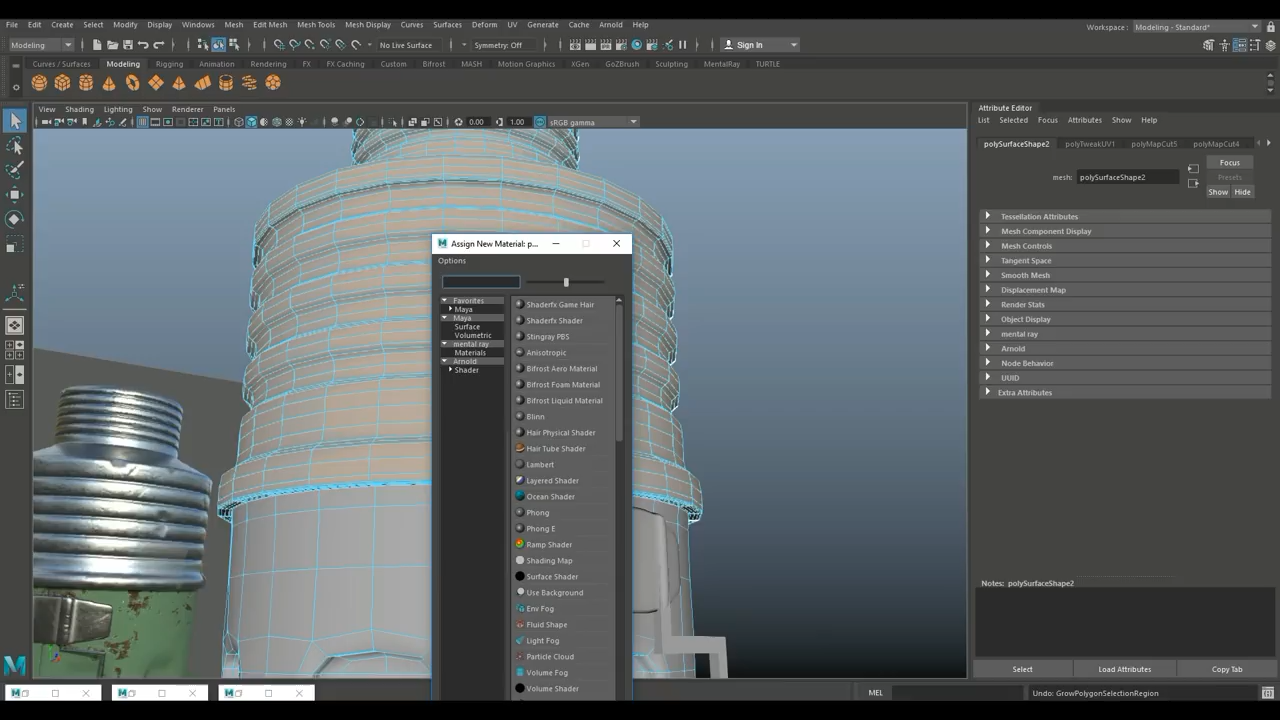 File Edit Create Select Modify Display Windows Mesh Edit Mesh Mesh Tools Mesh Display Curves Surfaces Deform UV Generate Cache Arnold Help
Workspace : Modeling - Standard*
Modeling No Live Surface Symmetry: Off Sign In
Curves / Surfaces Modeling Rigging Animation Rendering FX FX Caching Custom Bifrost MASH Motion Graphics XGen GoZBrush Sculpting MentalRay TURTLE
View Shading Lighting Show Renderer Panels
0.00 1.00 sRGB gamma
Assign New Material: p...
Options
Favorites
Maya
Maya
Surface
Volumetric
mental ray
Materials
Arnold
Shader
Shaderfx Game Hair
Shaderfx Shader
Stingray PBS
Anisotropic
Bifrost Aero Material
Bifrost Foam Material
Bifrost Liquid Material
Blinn
Hair Physical Shader
Hair Tube Shader
Lambert
Layered Shader
Ocean Shader
Phong
Phong E
Ramp Shader
Shading Map
Surface Shader
Use Background
Env Fog
Fluid Shape
Light Fog
Particle Cloud
Volume Fog
Volume Shader
Attribute Editor
List Selected Focus Attributes Show Help
polySurfaceShape2 polyTweakUV1 polyMapCut5 polyMapCut4
Focus
mesh: polySurfaceShape2 Presets
Show Hide
Tessellation Attributes
Mesh Component Display
Mesh Controls
Tangent Space
Smooth Mesh
Displacement Map
Render Stats
Object Display
mental ray
Arnold
Node Behavior
UUID
Extra Attributes
Notes: polySurfaceShape2
Select Load Attributes Copy Tab
MEL Undo: GrowPolygonSelectionRegion